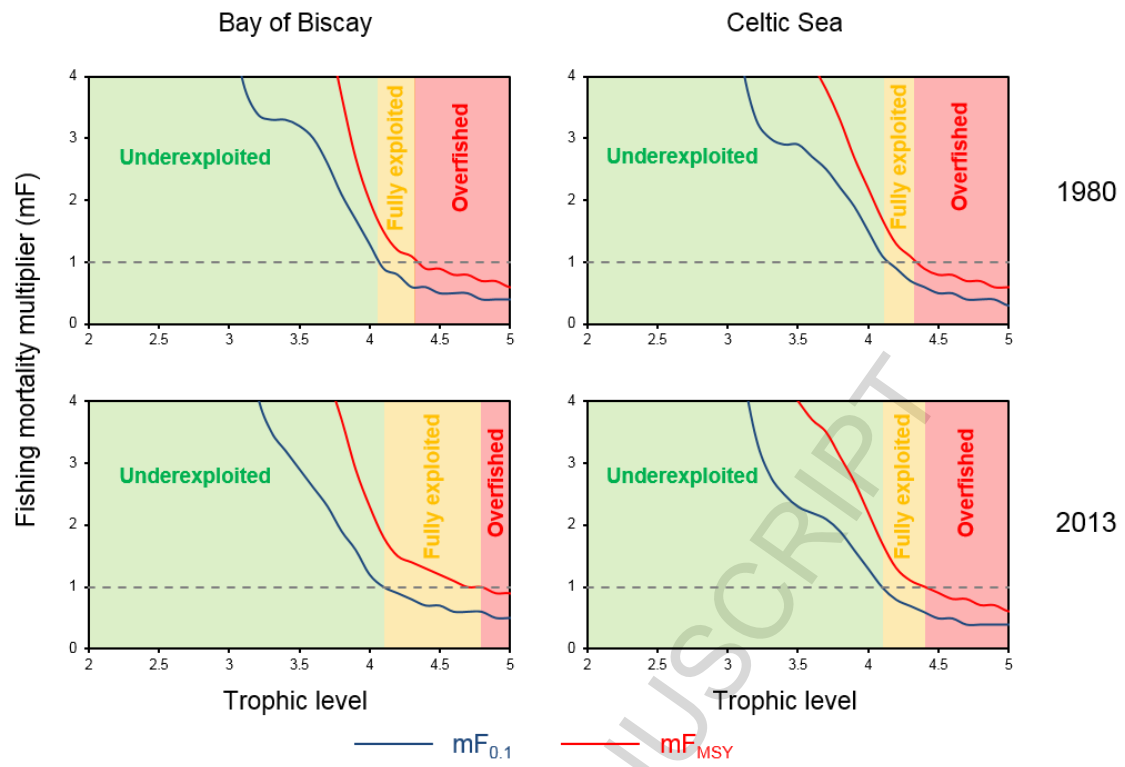 Bay of Biscay
Celtic Sea
Fishing mortality multiplier (mF)
4
3
2
1
0
Underexploited
Fully exploited
Overfished
2
2.5
3
3.5
4
4.5
5
4
3
2
1
0
Underexploited
Fully exploited
Overfished
2
2.5
3
3.5
4
4.5
5
1980
4
3
2
1
0
Underexploited
Fully exploited
Overfished
2
2.5
3
3.5
4
4.5
5
Trophic level
4
3
2
1
0
Underexploited
Fully exploited
Overfished
2
2.5
3
3.5
4
4.5
5
Trophic level
2013
USCRIPT
mF0.1
mFMSY